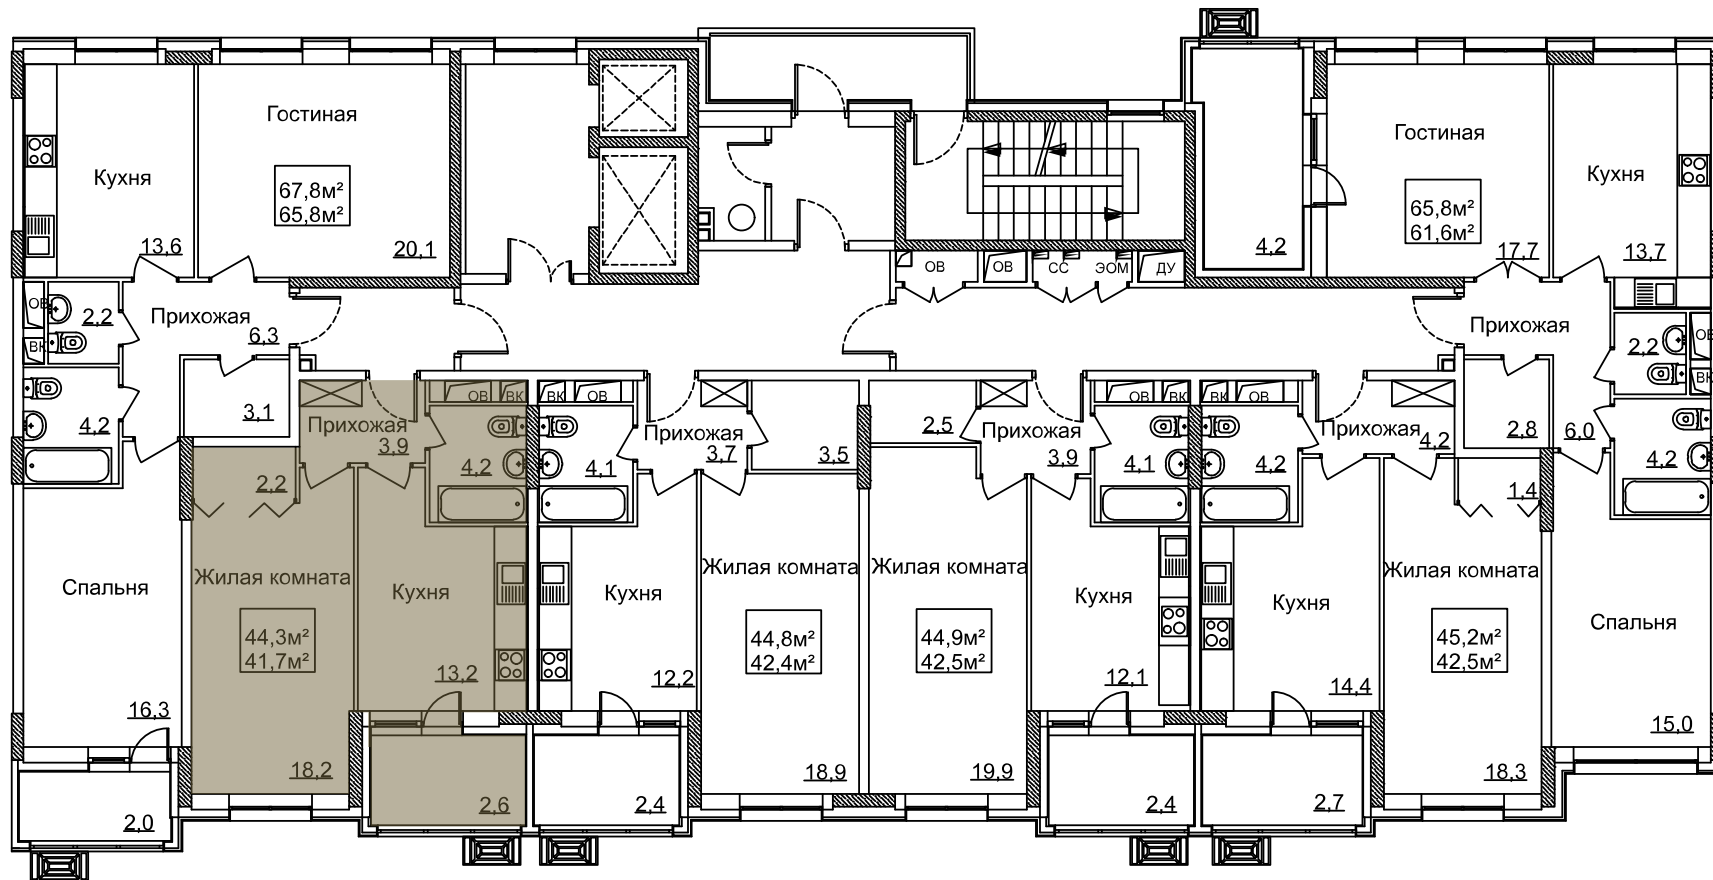 Кухня
13,6
Гостиная
67,8м²
65,8м²
20,1
ОВ
ОВ
СС
ЭОМ
ДУ
4,2
Гостиная
65,8м²
61,6м²
17,7
Кухня
13,7
ОВ
ВК
2,2
Прихожая
6,3
4,2
3,1
Прихожая
3,9
ОВ
ВК
4,2
2,2
ВК
ОВ
4,1
Прихожая
3,7
3,5
2,5
Прихожая
3,9
ОВ
ВК
4,1
ВК
ОВ
4,2
Прихожая
4,2
Прихожая
2,8
6,0
2,2
ОВ
ВК
4,2
1,4
Спальня
16,3
2,0
Жилая комната
44,3м²
41,7м²
18,2
Кухня
13,2
2,6
Кухня
12,2
2,4
Жилая комната
44,8м²
42,4м²
18,9
Жилая комната
44,9м²
42,5м²
19,9
Кухня
12,1
2,4
Кухня
14,4
2,7
Жилая комната
45,2м²
42,5м²
18,3
Спальня
15,0